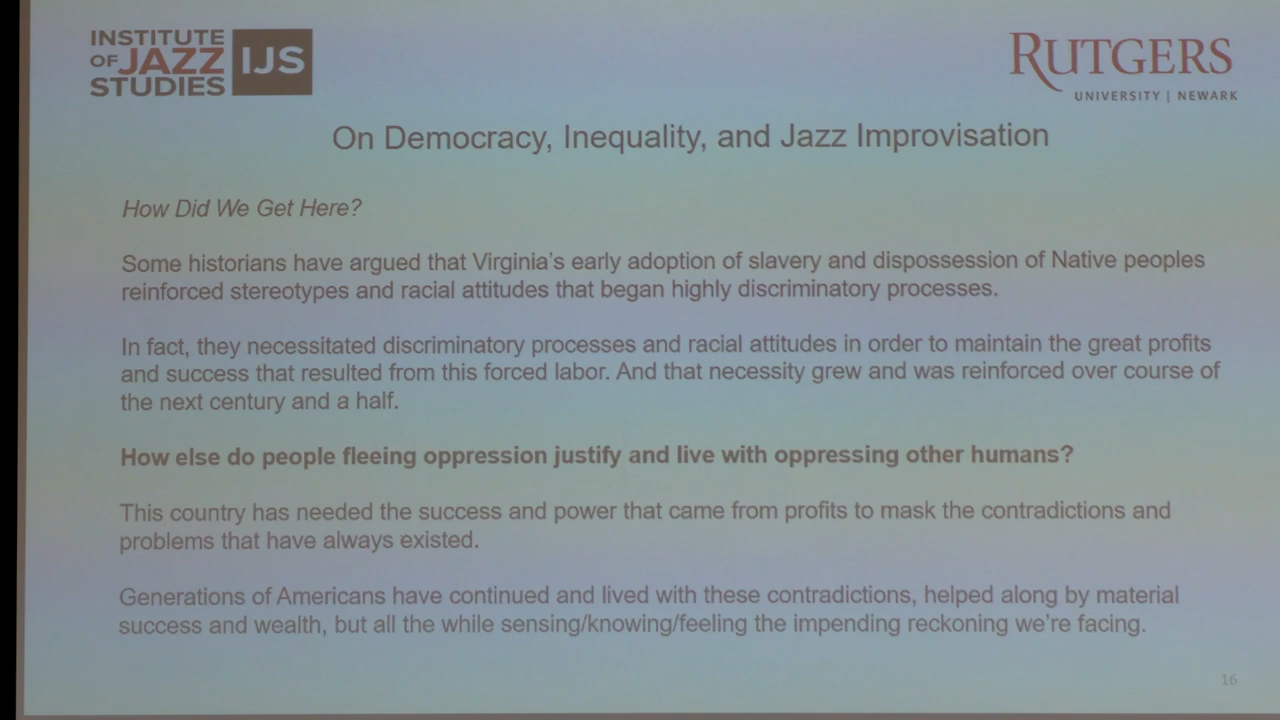 INSTITUTE
OF JAZZ
STUDIES
IJS
RUTGERS
UNIVERSITY | NEWARK
On Democracy, Inequality, and Jazz Improvisation
How Did We Get Here?
Some historians have argued that Virginia's early adoption of slavery and dispossession of Native peoples
reinforced stereotypes and racial attitudes that began highly discriminatory processes.
In fact, they necessitated discriminatory processes and racial attitudes in order to maintain the great profits
and success that resulted from this forced labor. And that necessity grew and was reinforced over course of
the next century and a half.
How else do people fleeing oppression justify and live with oppressing other humans?
This country has needed the success and power that came from profits to mask the contradictions and
problems that have always existed.
Generations of Americans have continued and lived with these contradictions, helped along by material
success and wealth, but all the while sensing/knowing/feeling the impending reckoning we're facing.
16